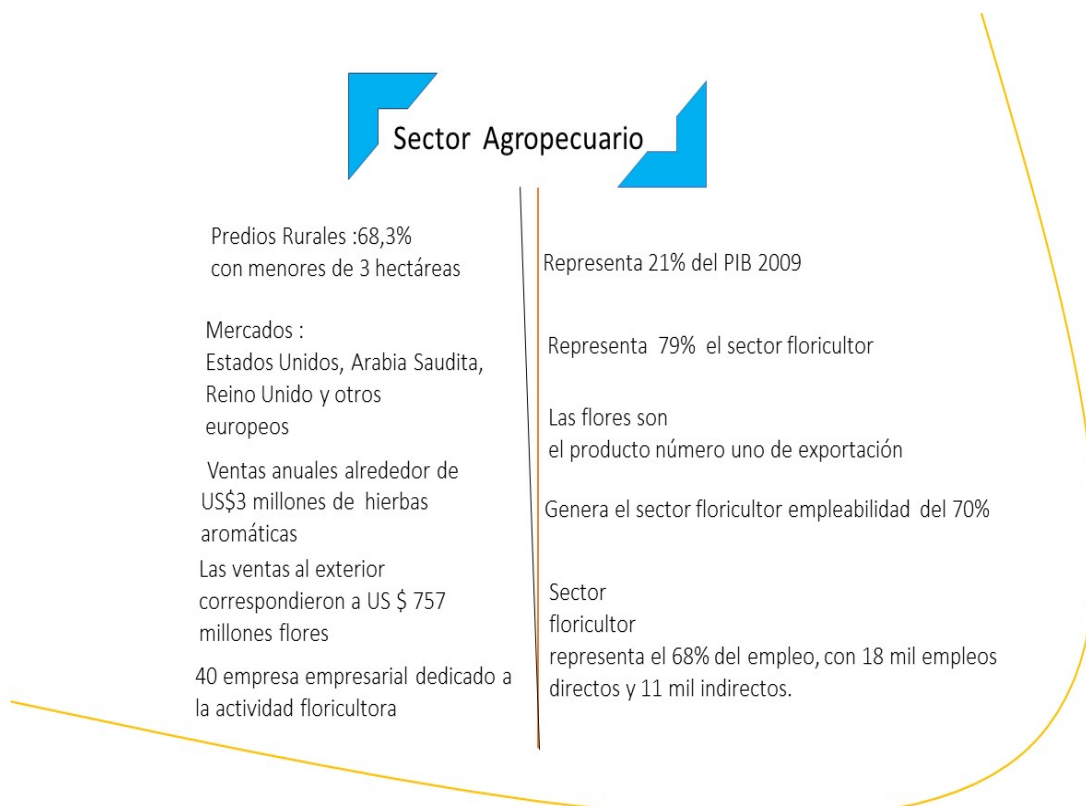 Sector Agropecuario
Predios Rurales :68,3%
con menores de 3 hectáreas
Mercados :
Estados Unidos, Arabia Saudita,
Reino Unido y otros
europeos
Ventas anuales alrededor de
US$3 millones de hierbas
aromáticas
Las ventas al exterior
correspondieron a US $ 757
millones flores
40 empresa empresarial dedicado a
la actividad floricultora
Representa 21% del PIB 2009
Representa 79% el sector floricultor
Las flores son
el producto número uno de exportación
Genera el sector floricultor empleabilidad del 70%
Sector
floricultor
representa el 68% del empleo, con 18 mil empleos
directos y 11 mil indirectos.